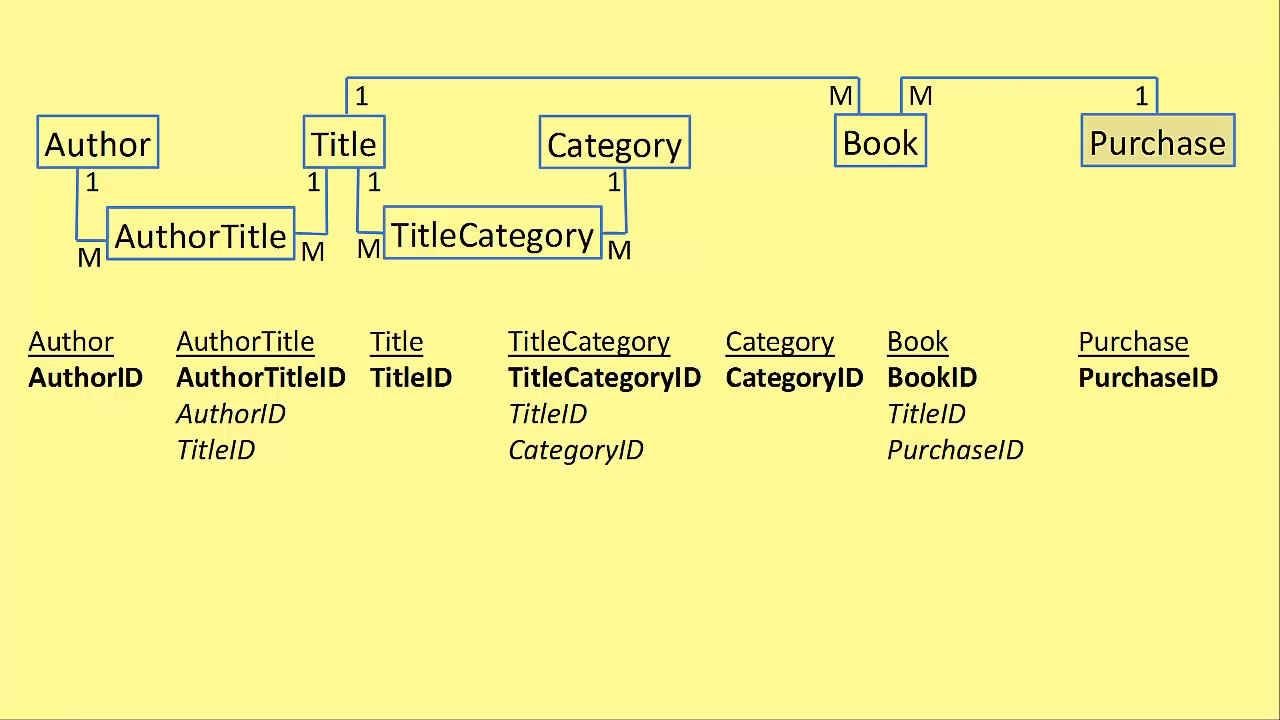 1 M M 1
Author Title Category Book Purchase
1 1 1 1
AuthorTitle TitleCategory
M M M M
Author AuthorTitle Title TitleCategory Category Book Purchase
AuthorID AuthorTitleID TitleID TitleCategoryID CategoryID BookID PurchaseID
AuthorID TitleID TitleID
TitleID CategoryID PurchaseID